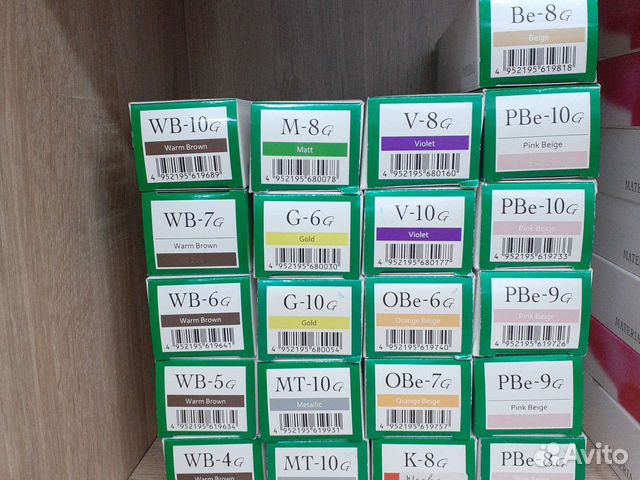 Be-8G
Beige
4 952195 619818
WB-10G
Warm Brown
4 952195 619689
M-8G
Matt
4 952195 680078
V-8G
Violet
4 952195 680160
PBe-10G
Pink Beige
WB-7G
Warm Brown
G-6G
Gold
4 952195 680030
V-10G
Violet
4 952195 680177
PBe-10G
Pink Beige
4 952195 619733
WB-6G
Warm Brown
4 952195 619641
G-10G
Gold
4 952195 680054
OBe-6G
Orange Beige
4 952195 619740
PBe-9G
Pink Beige
4 952195 619726
WB-5G
Warm Brown
4 952195 619634
MT-10G
Metallic
4 952195 619931
OBe-7G
Orange Beige
4 952195 619757
PBe-9G
Pink Beige
WB-4G
Warm Brown
MT-10G
K-8G
PBe-8G
Avito